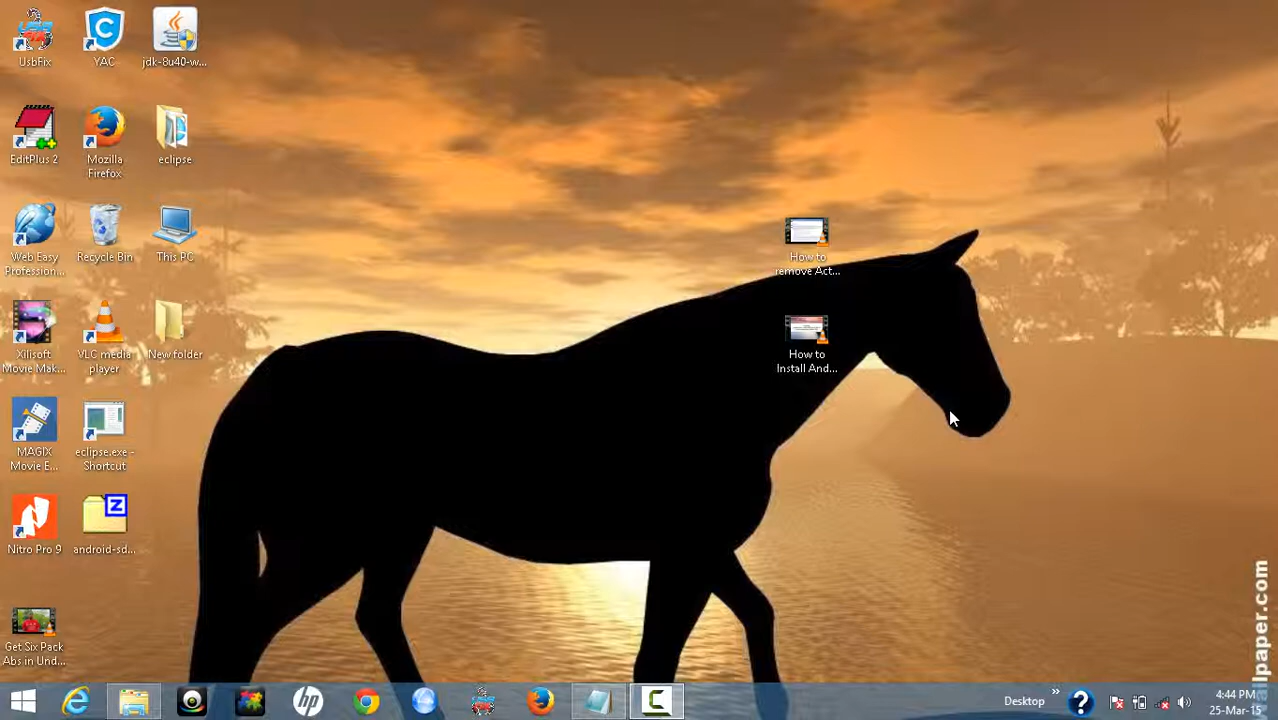 UsbFix
YAC
jdk-8u40-w...
EditPlus 2
Mozilla
Firefox
eclipse
Web Easy
Profession...
Recycle Bin
This PC
Xilisoft
Movie Mak...
VLC media
player
New folder
MAGIX
Movie E...
eclipse.exe -
Shortcut
Nitro Pro 9
android-sd...
Get Six Pack
Abs in Und...
How to
remove Act...
How to
Install And...
allpaper.com
Desktop
4:44 PM
25-Mar-15